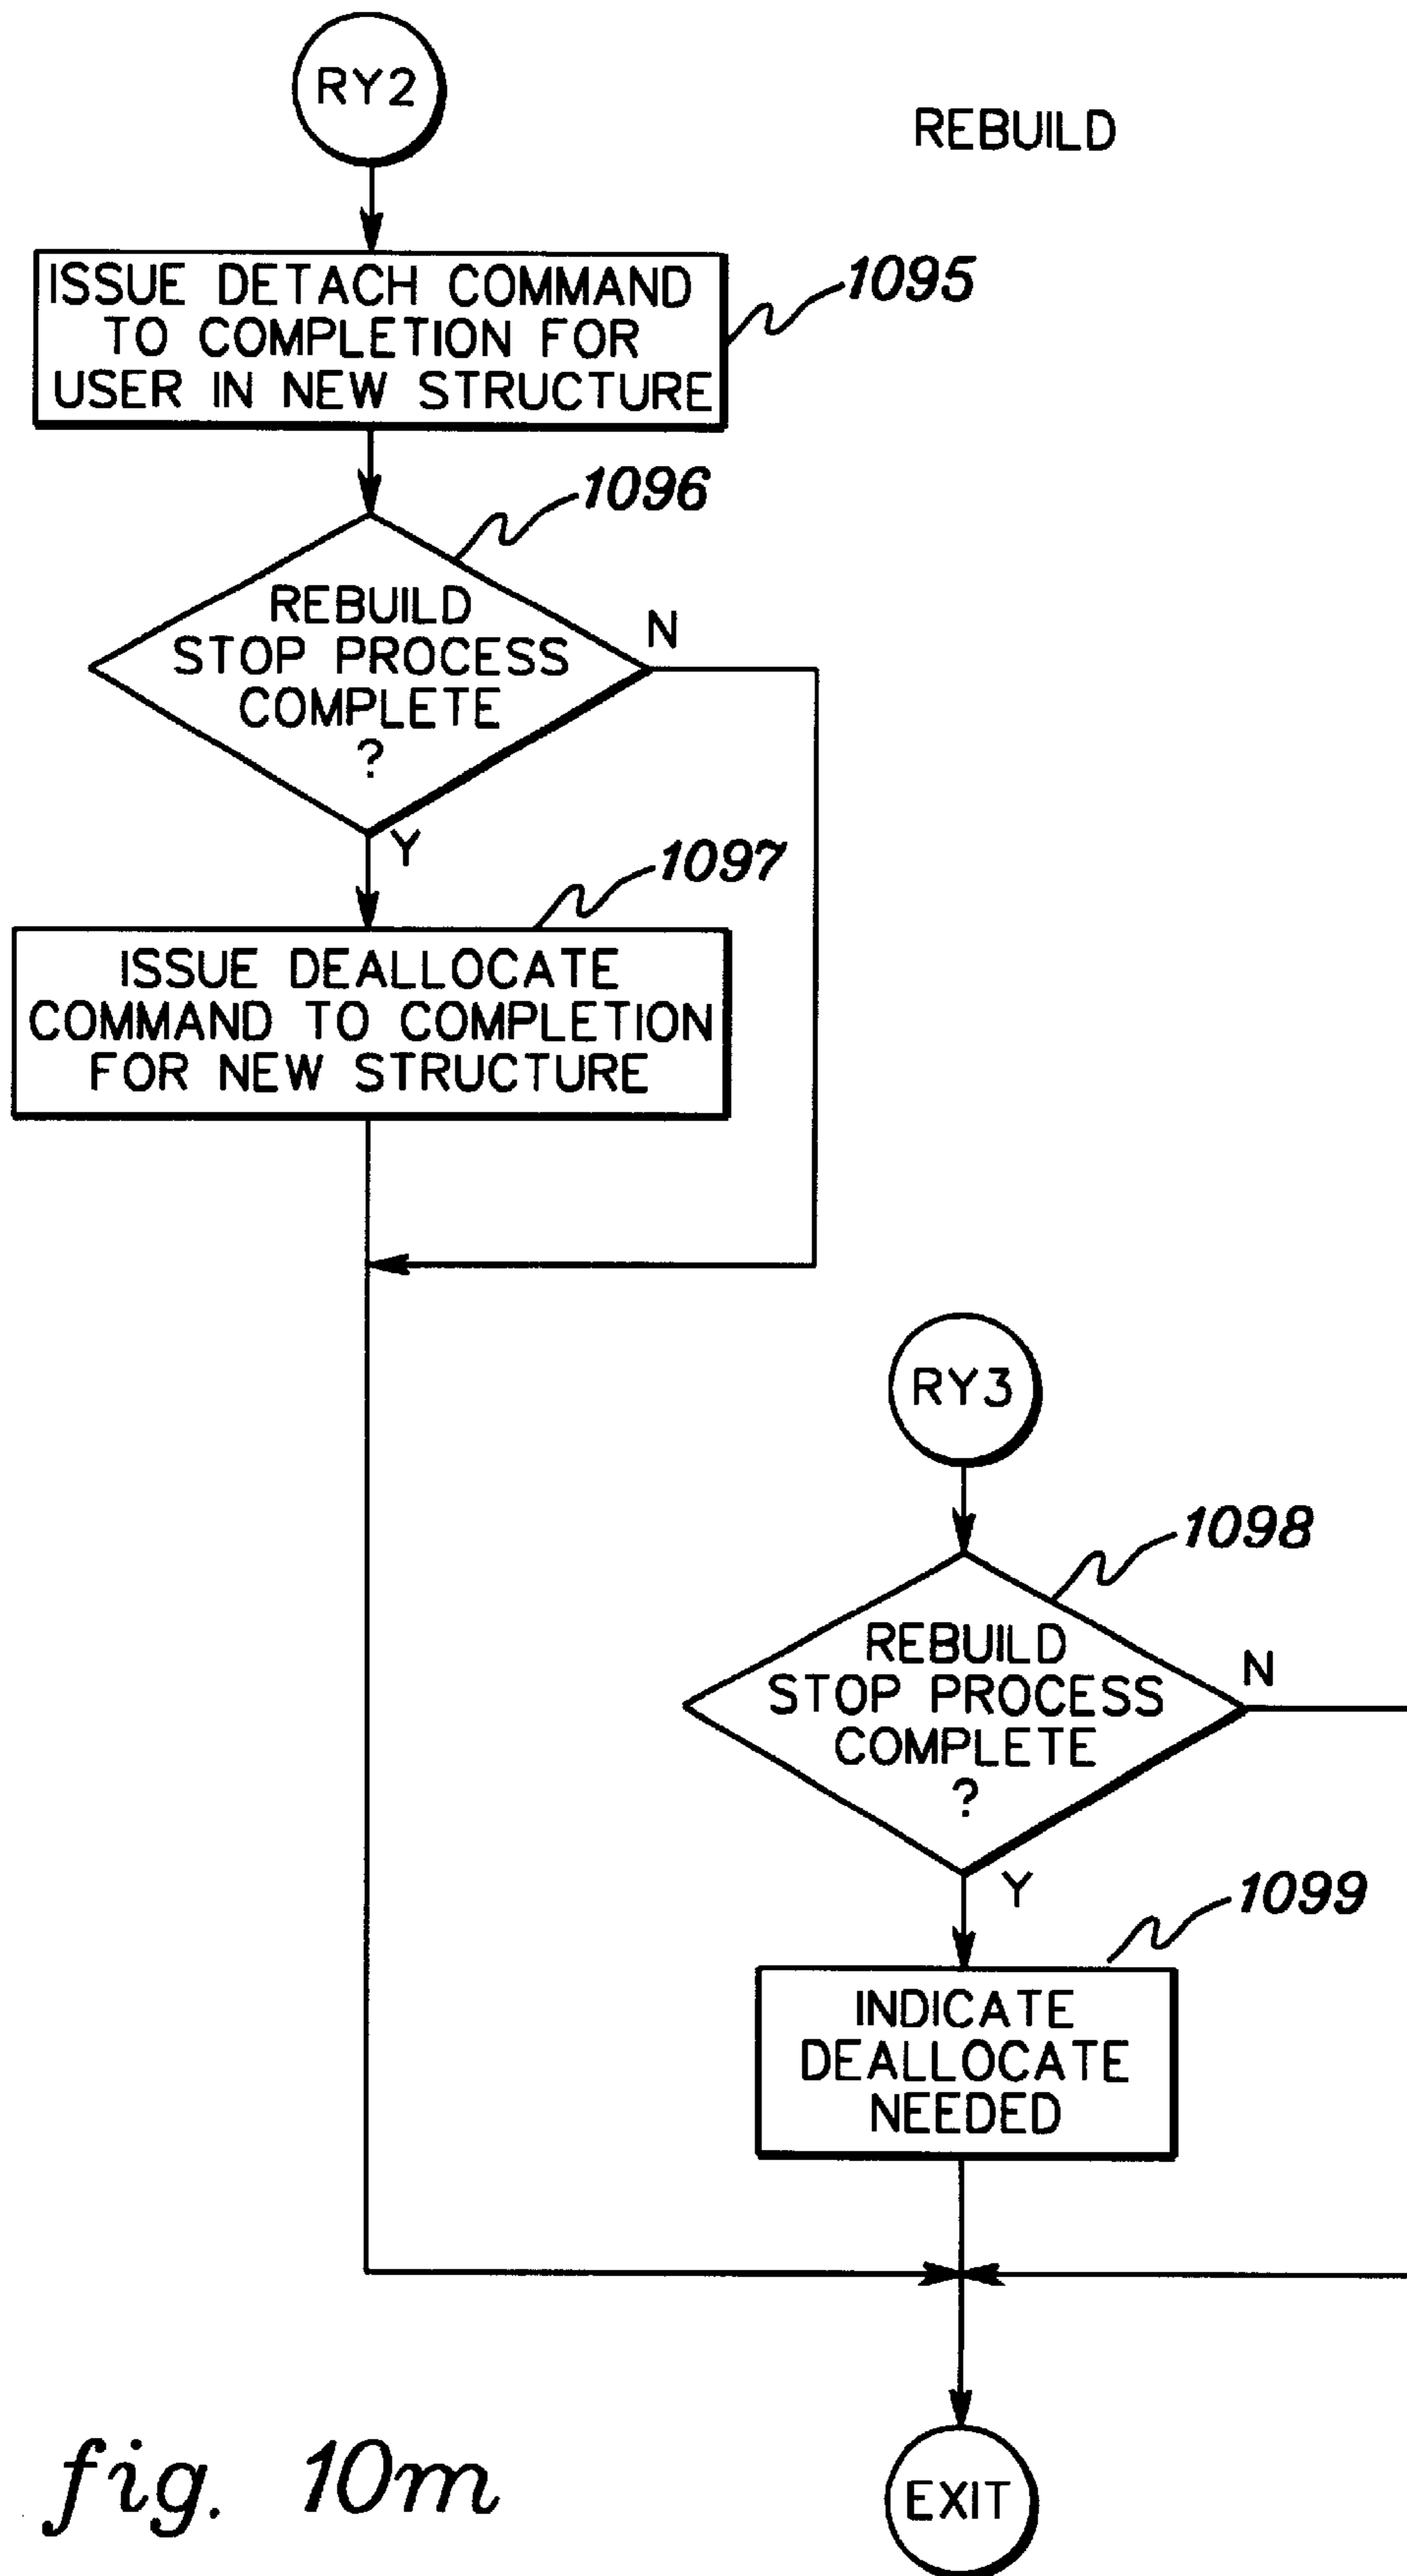 RY2
REBUILD
ISSUE DETACH COMMAND
TO COMPLETION FOR
USER IN NEW STRUCTURE
1095
1096
REBUILD
STOP PROCESS
COMPLETE
?
N
Y
1097
ISSUE DEALLOCATE
COMMAND TO COMPLETION
FOR NEW STRUCTURE
RY3
1098
REBUILD
STOP PROCESS
COMPLETE
?
N
Y
1099
INDICATE
DEALLOCATE
NEEDED
EXIT
fig. 10m